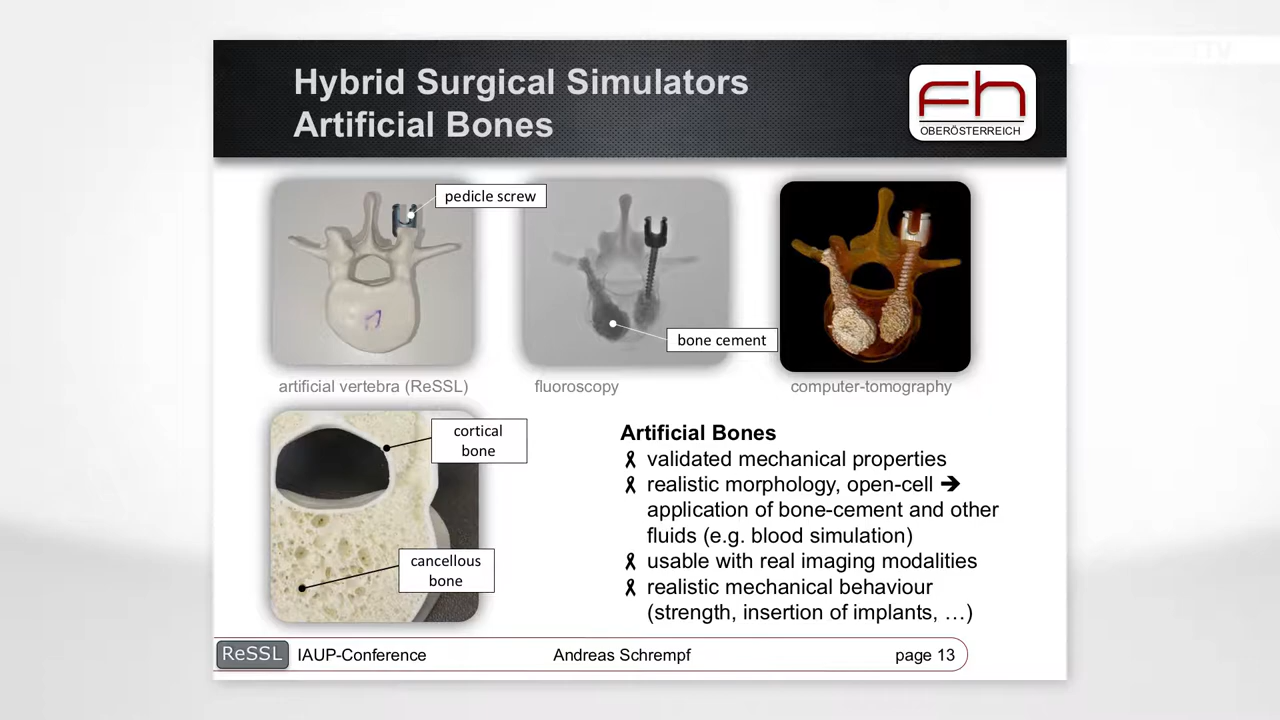 Hybrid Surgical Simulators
Artificial Bones
fh
OBERÖSTERREICH
pedicle screw
bone cement
artificial vertebra (ReSSL)
fluoroscopy
computer-tomography
cortical
bone
cancellous
bone
Artificial Bones
validated mechanical properties
realistic morphology, open-cell ➔
application of bone-cement and other
fluids (e.g. blood simulation)
usable with real imaging modalities
realistic mechanical behaviour
(strength, insertion of implants, …)
ReSSL
IAUP-Conference
Andreas Schrempf
page 13